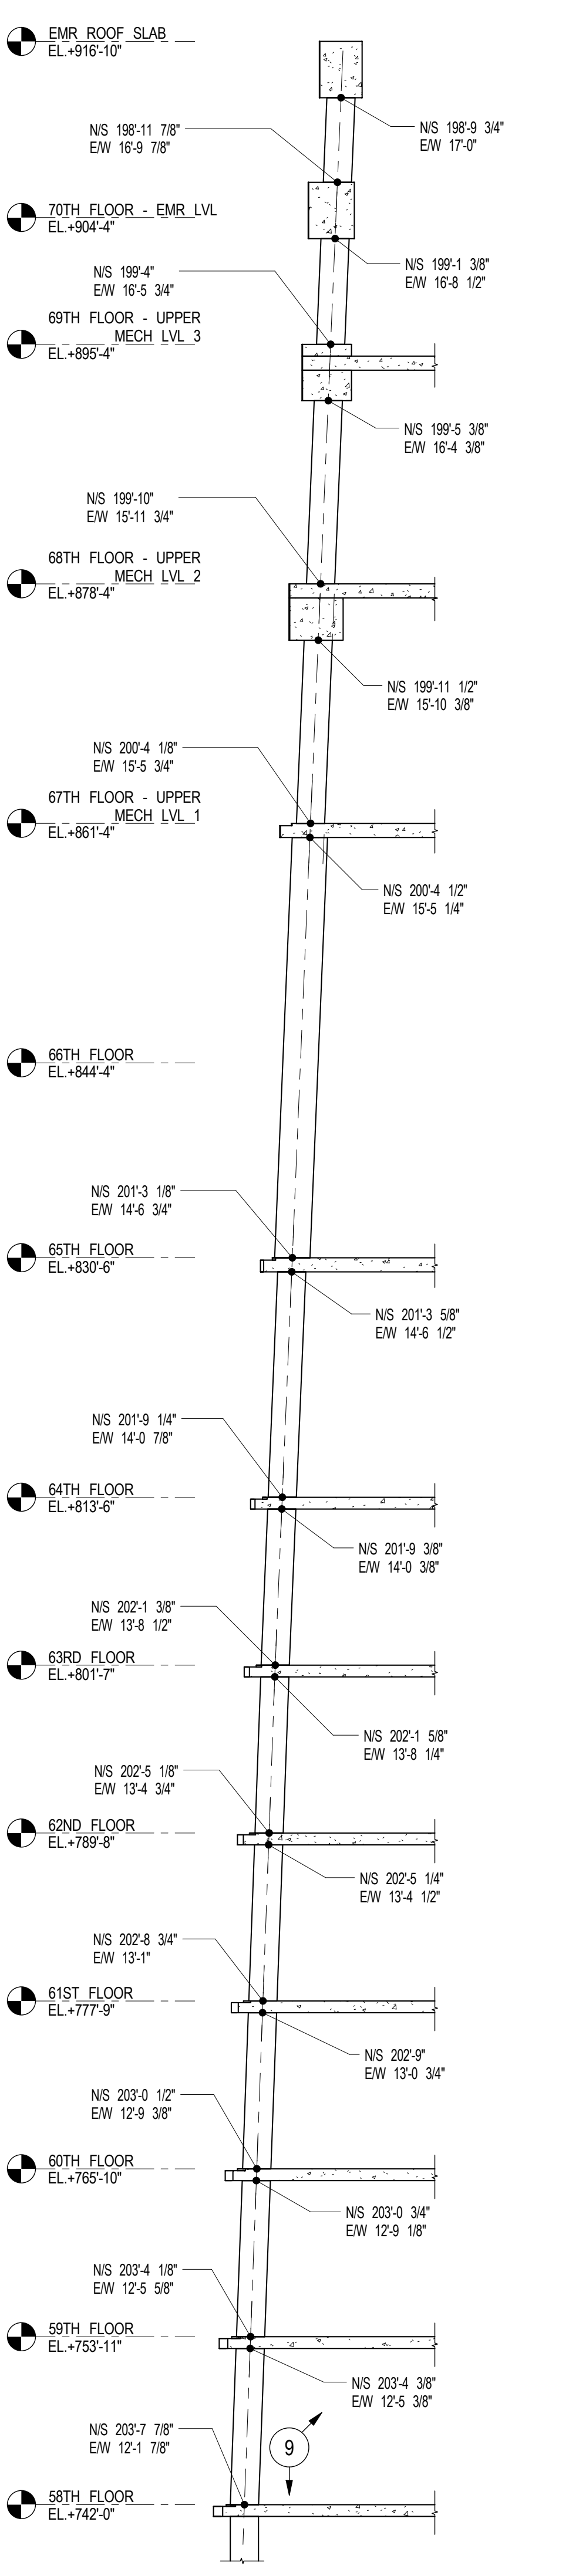 EMR ROOF SLAB
EL.+916'-10"
N/S 198'-11 7/8"
E/W 16'-9 7/8"
N/S 198'-9 3/4"
E/W 17'-0"
70TH FLOOR - EMR LVL
EL.+904'-4"
N/S 199'-1 3/8"
E/W 16'-8 1/2"
N/S 199'-4"
E/W 16'-5 3/4"
69TH FLOOR - UPPER
MECH LVL 3
EL.+895'-4"
N/S 199'-5 3/8"
E/W 16'-4 3/8"
N/S 199'-10"
E/W 15'-11 3/4"
68TH FLOOR - UPPER
MECH LVL 2
EL.+878'-4"
N/S 199'-11 1/2"
E/W 15'-10 3/8"
N/S 200'-4 1/8"
E/W 15'-5 3/4"
67TH FLOOR - UPPER
MECH LVL 1
EL.+861'-4"
N/S 200'-4 1/2"
E/W 15'-5 1/4"
66TH FLOOR
EL.+844'-4"
N/S 201'-3 1/8"
E/W 14'-6 3/4"
65TH FLOOR
EL.+830'-6"
N/S 201'-3 5/8"
E/W 14'-6 1/2"
N/S 201'-9 1/4"
E/W 14'-0 7/8"
64TH FLOOR
EL.+813'-6"
N/S 201'-9 3/8"
E/W 14'-0 3/8"
N/S 202'-1 3/8"
E/W 13'-8 1/2"
63RD FLOOR
EL.+801'-7"
N/S 202'-1 5/8"
E/W 13'-8 1/4"
N/S 202'-5 1/8"
E/W 13'-4 3/4"
62ND FLOOR
EL.+789'-8"
N/S 202'-5 1/4"
E/W 13'-4 1/2"
N/S 202'-8 3/4"
E/W 13'-1"
61ST FLOOR
EL.+777'-9"
N/S 202'-9"
E/W 13'-0 3/4"
N/S 203'-0 1/2"
E/W 12'-9 3/8"
60TH FLOOR
EL.+765'-10"
N/S 203'-0 3/4"
E/W 12'-9 1/8"
N/S 203'-4 1/8"
E/W 12'-5 5/8"
59TH FLOOR
EL.+753'-11"
N/S 203'-4 3/8"
E/W 12'-5 3/8"
N/S 203'-7 7/8"
E/W 12'-1 7/8"
9
58TH FLOOR
EL.+742'-0"